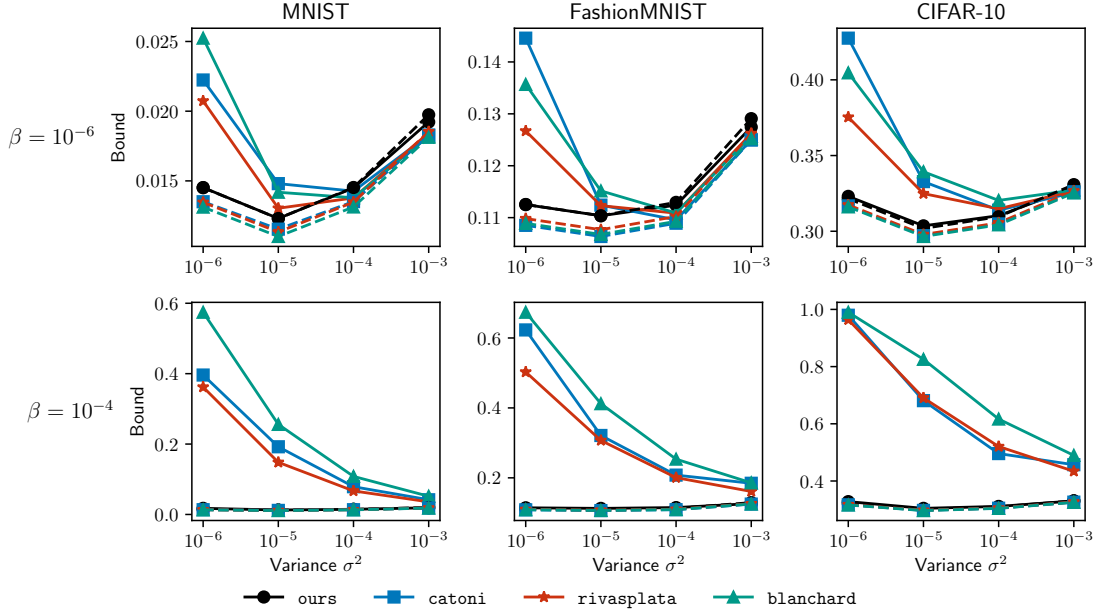 MNIST FashionMNIST CIFAR-10
β = 10⁻⁶
Bound
0.025
0.020
0.015
10⁻⁶ 10⁻⁵ 10⁻⁴ 10⁻³
0.14
0.13
0.12
0.11
10⁻⁶ 10⁻⁵ 10⁻⁴ 10⁻³
0.40
0.35
0.30
10⁻⁶ 10⁻⁵ 10⁻⁴ 10⁻³
β = 10⁻⁴
Bound
0.6
0.4
0.2
0.0
10⁻⁶ 10⁻⁵ 10⁻⁴ 10⁻³
Variance σ²
0.6
0.4
0.2
10⁻⁶ 10⁻⁵ 10⁻⁴ 10⁻³
Variance σ²
1.0
0.8
0.6
0.4
10⁻⁶ 10⁻⁵ 10⁻⁴ 10⁻³
Variance σ²
ours catoni rivasplata blanchard